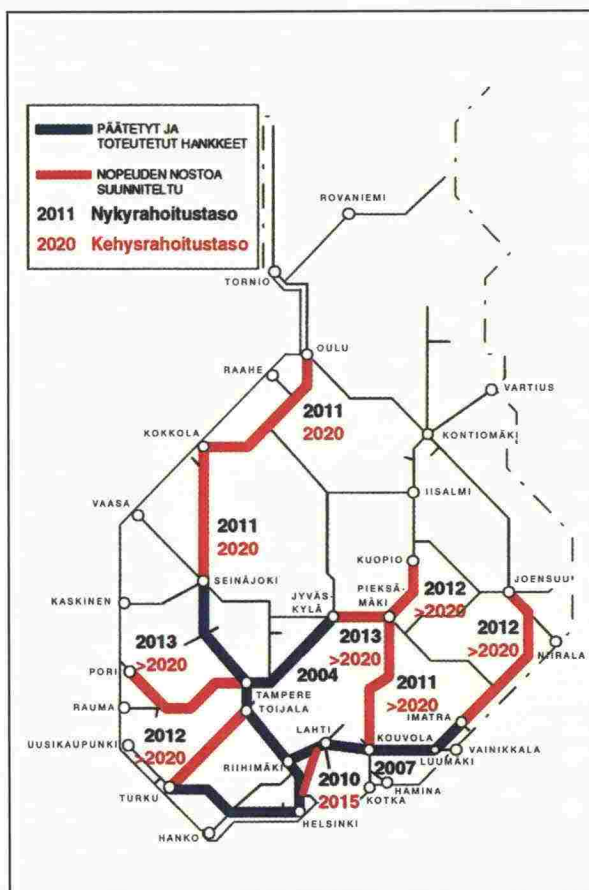 PÄÄTETYT JA
TOTEUTETUT HANKKEET
NOPEUDEN NOSTOA
SUUNNITELTU
2011 Nykyrahoitustaso
2020 Kehysrahoitustaso
ROVANIEMI
TORNIO
OULU
RAAHE
VARTIUS
2011
2020
KOKKOLA
KONTIOMÄKI
IISALMI
VAASA
2011
2020
KUOPIO
SEINÄJOKI
JYVÄS-
KYLÄ
PIEKSÄ-
MÄKI
2012
>2020
JOENSUU
KASKINEN
2013
>2020
2013
>2020
2012
>2020
NIIRALA
PORI
2004
TAMPERE
TOIJALA
2011
>2020
RAUMA
IMATRA
UUSIKAUPUNKI
2012
>2020
LAHTI
KOUVOLA
VAINIKKALA
LUUMÄKI
RIIHIMÄKI
2010
2015
2007
TURKU
HAMINA
KOTKA
HELSINKI
HANKO